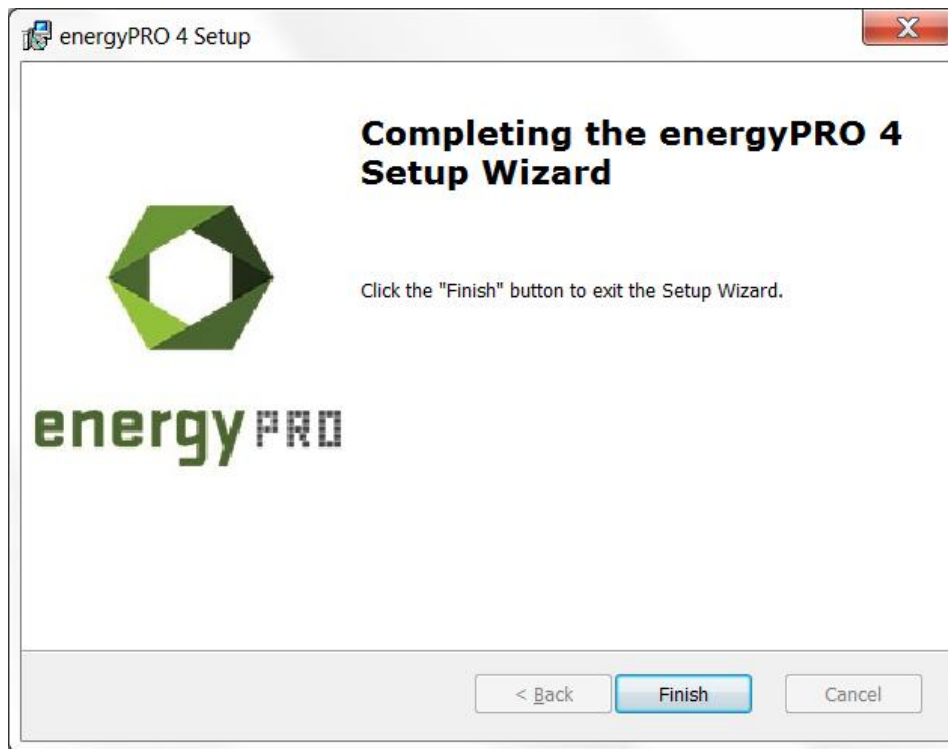 energyPRO 4 Setup
Completing the energyPRO 4
Setup Wizard
Click the "Finish" button to exit the Setup Wizard.
energyPRO
< Back
Finish
Cancel